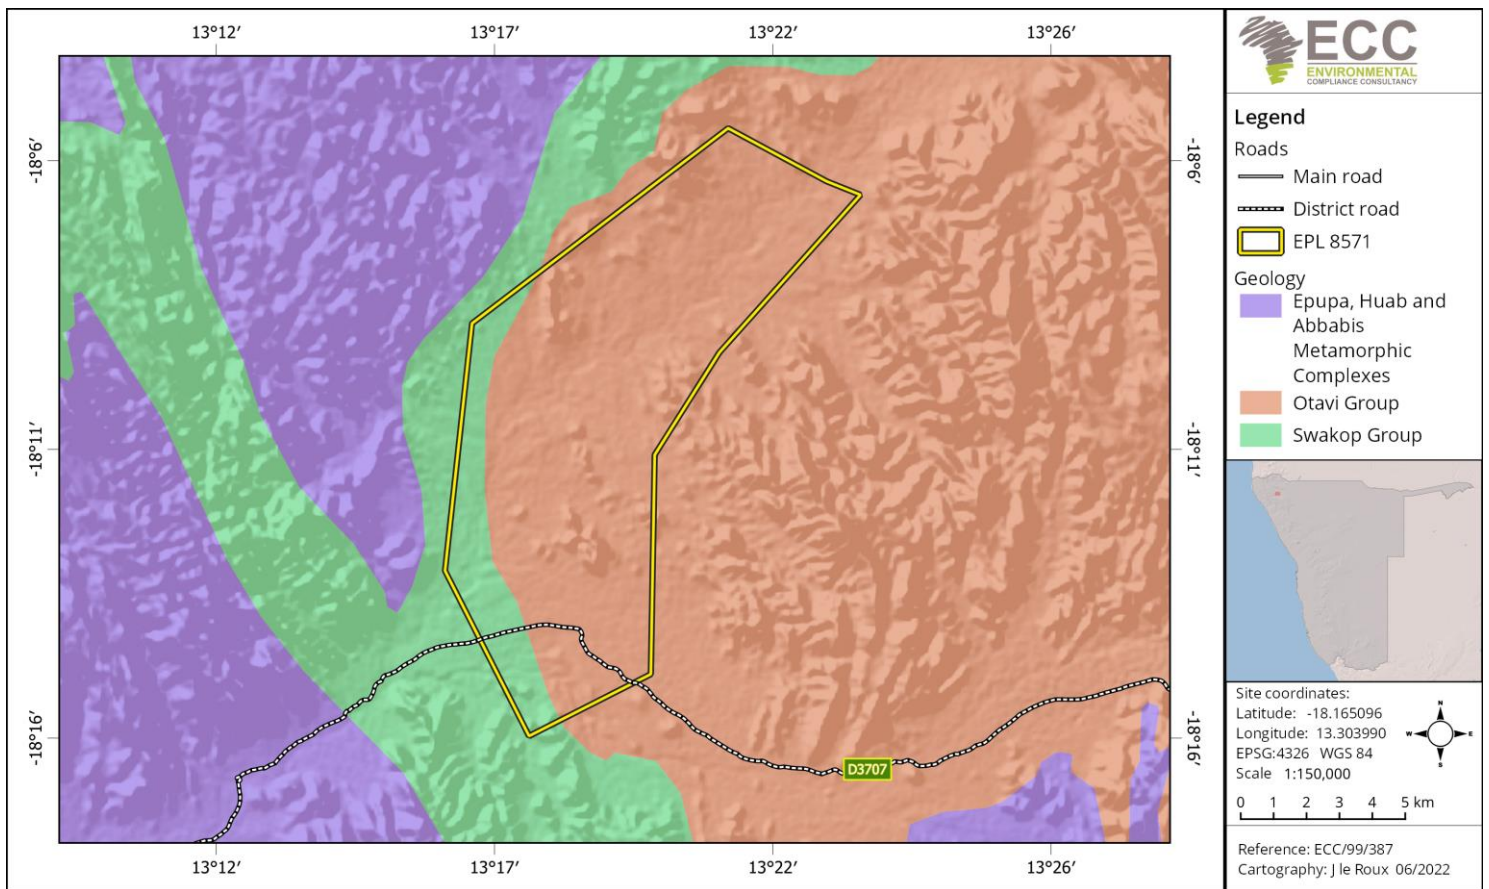 13°12′ 13°17′ 13°22′ 13°26′
-18°6′ -18°6′
-18°11′ -18°11′
-18°16′ -18°16′
D3707
13°12′ 13°17′ 13°22′ 13°26′
ECC
ENVIRONMENTAL
COMPLIANCE CONSULTANCY
Legend
Roads
Main road
District road
EPL 8571
Geology
Epupa, Huab and
Abbabis
Metamorphic
Complexes
Otavi Group
Swakop Group
Site coordinates:
Latitude: -18.165096
Longitude: 13.303990
EPSG:4326 WGS 84
Scale 1:150,000
N
W E
S
0 1 2 3 4 5 km
Reference: ECC/99/387
Cartography: J le Roux 06/2022